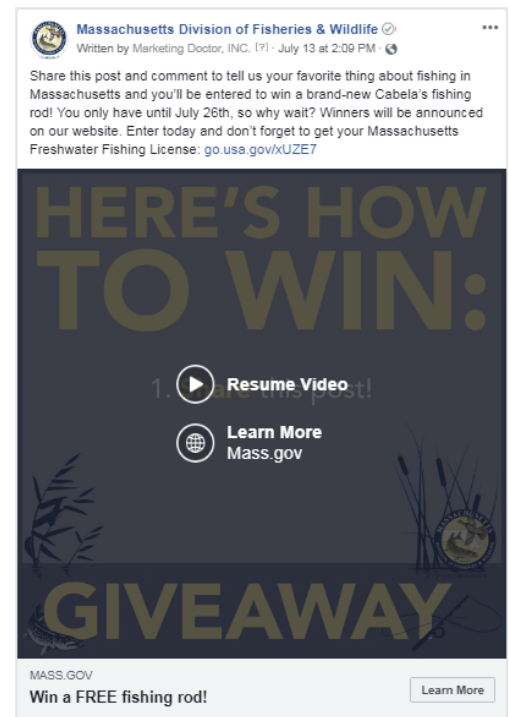 Massachusetts Division of Fisheries & Wildlife
Written by Marketing Doctor, INC. [?] · July 13 at 2:09 PM ·
Share this post and comment to tell us your favorite thing about fishing in
Massachusetts and you'll be entered to win a brand-new Cabela's fishing
rod! You only have until July 26th, so why wait? Winners will be announced
on our website. Enter today and don't forget to get your Massachusetts
Freshwater Fishing License: go.usa.gov/xUZE7
HERE'S HOW
TO WIN:
1. Share this post!
Resume Video
Learn More
Mass.gov
GIVEAWAY
MASS.GOV
Win a FREE fishing rod!
Learn More